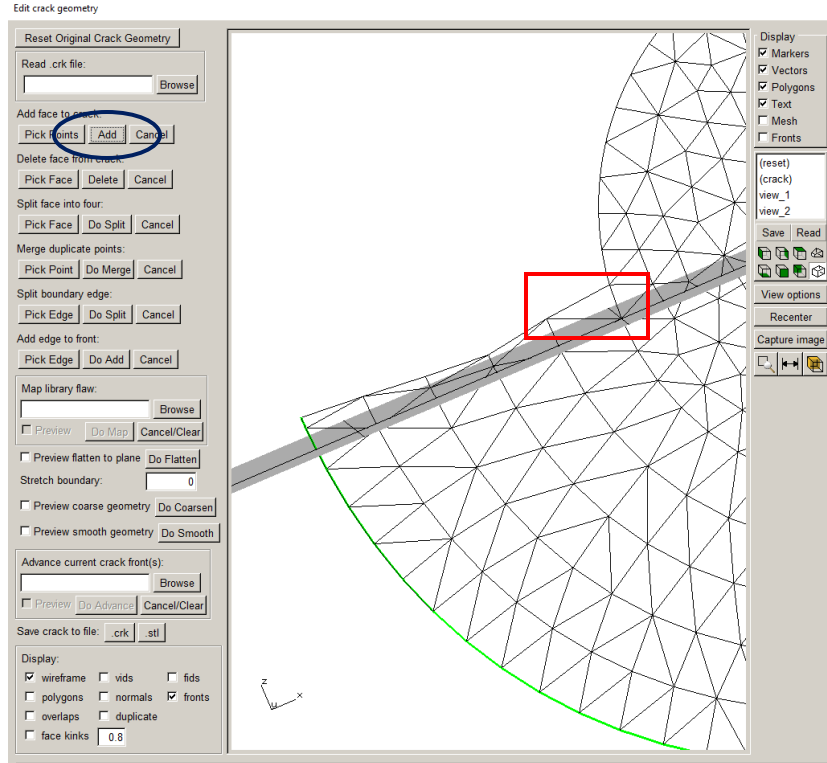 Edit crack geometry
Reset Original Crack Geometry
Read .crk file:
Browse
Add face to crack:
Pick Points Add Cancel
Delete face from crack:
Pick Face Delete Cancel
Split face into four:
Pick Face Do Split Cancel
Merge duplicate points:
Pick Point Do Merge Cancel
Split boundary edge:
Pick Edge Do Split Cancel
Add edge to front:
Pick Edge Do Add Cancel
Map library flaw:
Browse
Preview Do Map Cancel/Clear
Preview flatten to plane Do Flatten
Stretch boundary: 0
Preview coarse geometry Do Coarsen
Preview smooth geometry Do Smooth
Advance current crack front(s):
Browse
Preview Do Advance Cancel/Clear
Save crack to file: .crk .stl
Display:
wireframe vids fids
polygons normals fronts
overlaps duplicate
face kinks 0.8
z
x
y
Display
Markers
Vectors
Polygons
Text
Mesh
Fronts
(reset)
(crack)
view_1
view_2
Save Read
View options
Recenter
Capture image